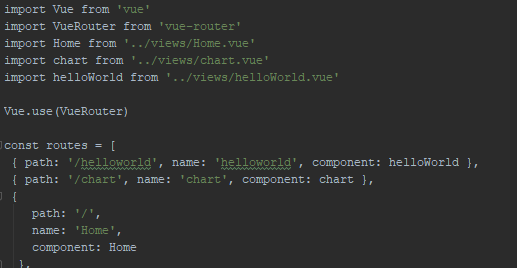 import Vue from 'vue'
import VueRouter from 'vue-router'
import Home from '../views/Home.vue'
import chart from '../views/chart.vue'
import helloWorld from '../views/helloWorld.vue'
Vue.use(VueRouter)
const routes = [
{ path: '/helloworld', name: 'helloworld', component: helloWorld },
{ path: '/chart', name: 'chart', component: chart },
{
path: '/',
name: 'Home',
component: Home
},